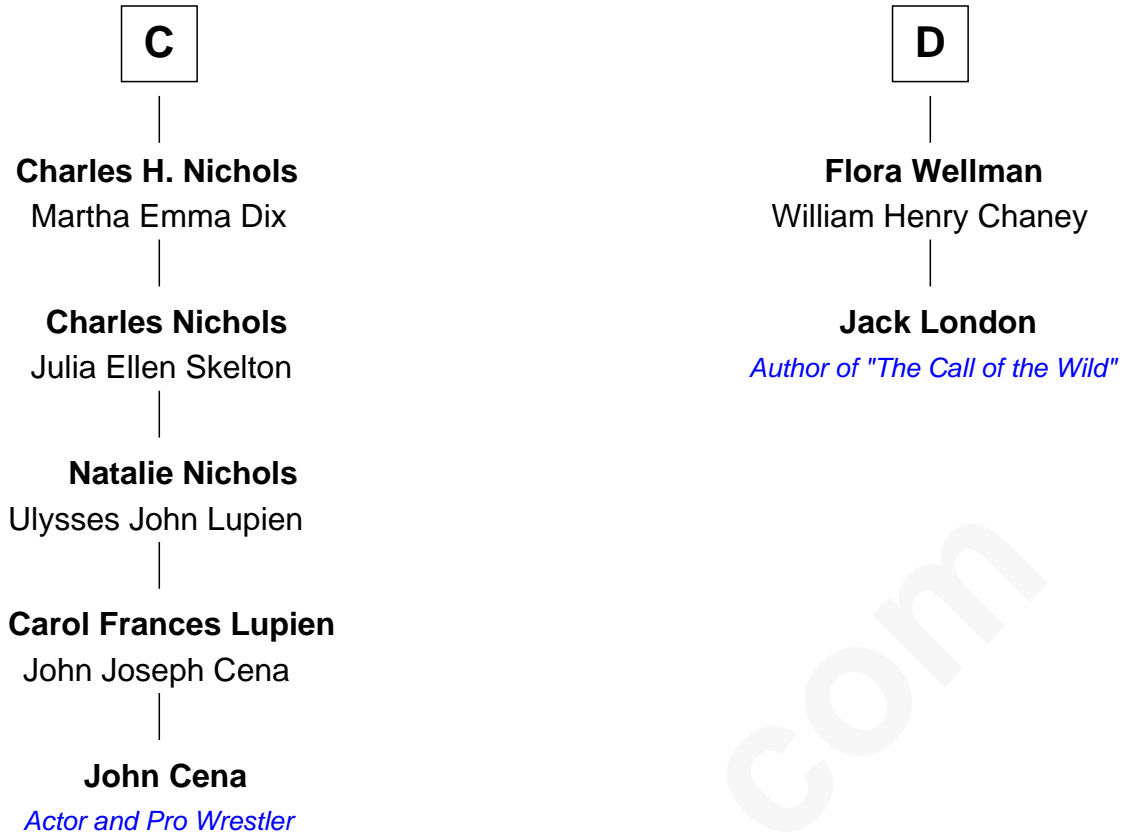 C
Charles H. Nichols
Martha Emma Dix
Charles Nichols
Julia Ellen Skelton
Natalie Nichols
Ulysses John Lupien
Carol Frances Lupien
John Joseph Cena
John Cena
Actor and Pro Wrestler
D
Flora Wellman
William Henry Chaney
Jack London
Author of "The Call of the Wild"
com